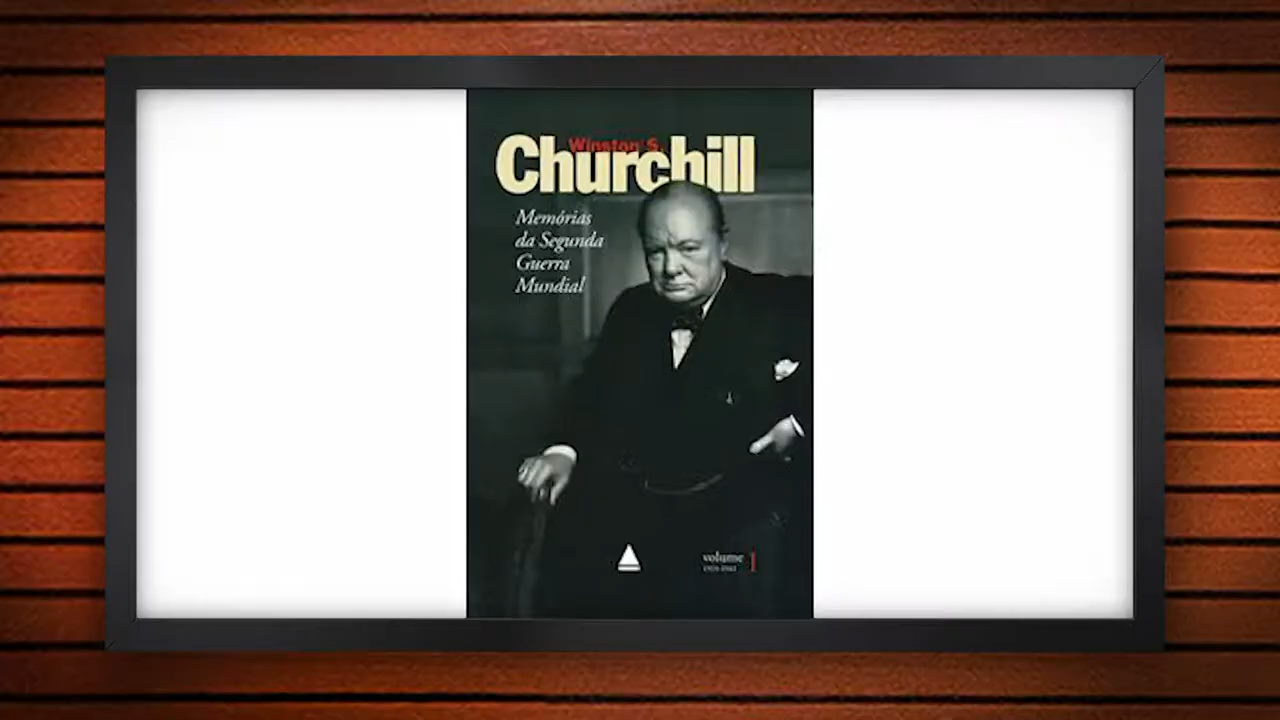 Winston S.
Churchill
Memórias
da Segunda
Guerra
Mundial
volume 1